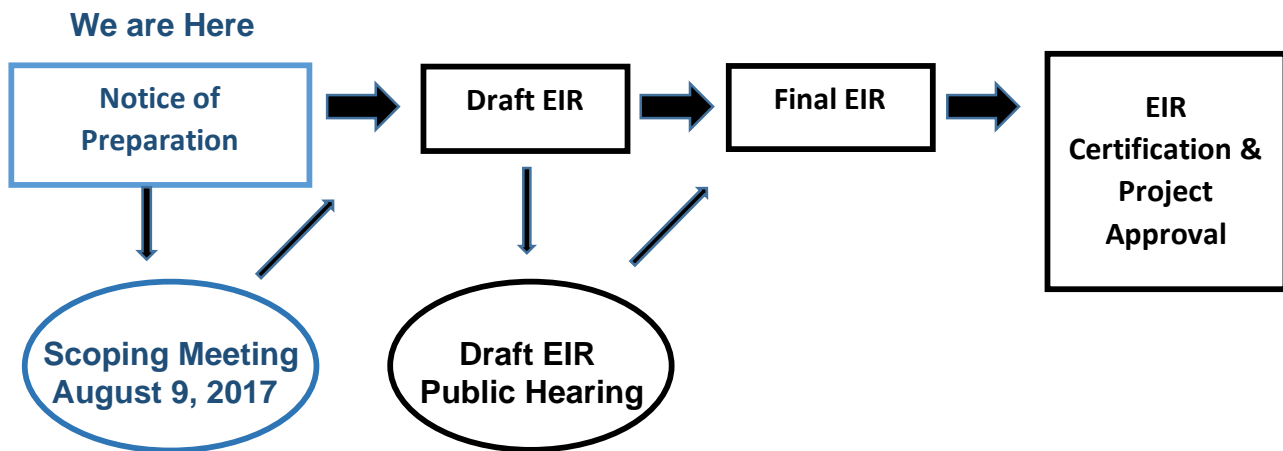 We are Here
Notice of
Preparation
Draft EIR
Final EIR
EIR
Certification &
Project
Approval
Scoping Meeting
August 9, 2017
Draft EIR
Public Hearing